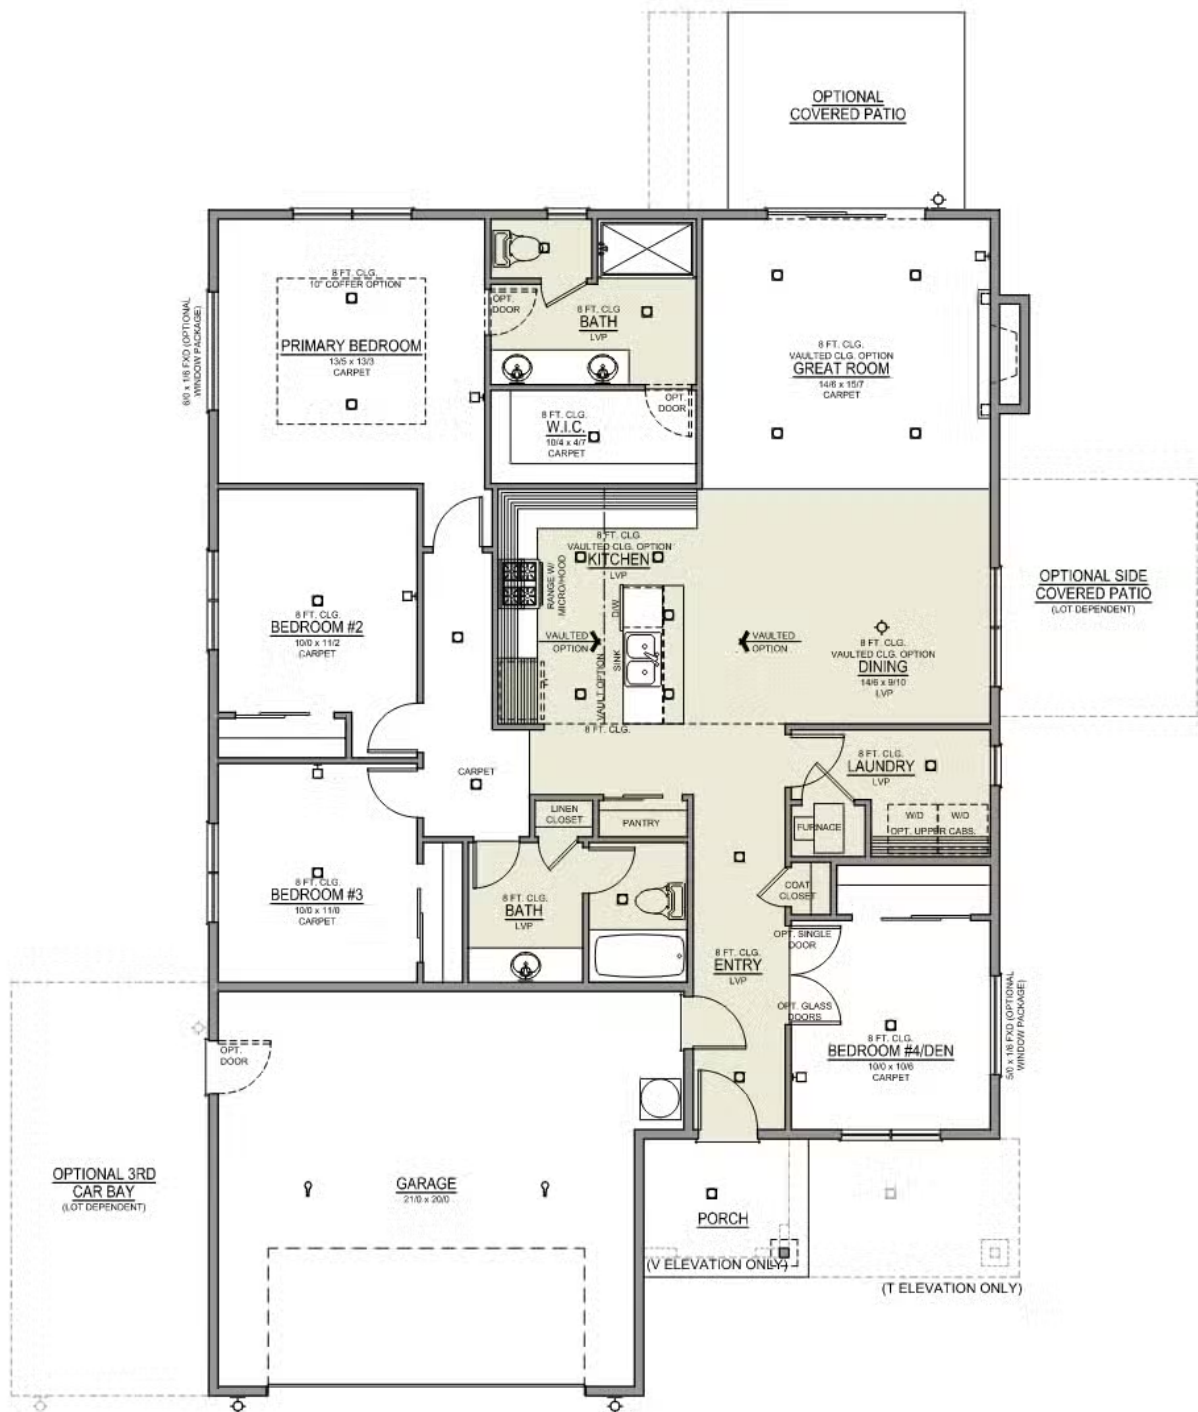 OPTIONAL
COVERED PATIO
8 FT. CLG.
10" COFFER OPTION
PRIMARY BEDROOM
13/5 x 13/3
CARPET
6/0 x 1/6 FXD (OPTIONAL
WINDOW PACKAGE)
OPT.
DOOR
8 FT. CLG
BATH
LVP
OPT.
DOOR
8 FT. CLG.
W.I.C.
10/4 x 4/7
CARPET
8 FT. CLG.
VAULTED CLG. OPTION
GREAT ROOM
14/6 x 15/7
CARPET
8 FT. CLG.
VAULTED CLG. OPTION
KITCHEN
LVP
RANGE W/
MICRO/HOOD
D/W
SINK
VAULTED
OPTION
VAULT OPTION
VAULTED
OPTION
8 FT. CLG.
8 FT. CLG.
VAULTED CLG. OPTION
DINING
14/6 x 9/10
LVP
OPTIONAL SIDE
COVERED PATIO
(LOT DEPENDENT)
8 FT. CLG.
BEDROOM #2
10/0 x 11/2
CARPET
CARPET
8 FT. CLG.
LAUNDRY
LVP
W/D
W/D
OPT. UPPER CABS.
FURNACE
LINEN
CLOSET
PANTRY
8 FT. CLG.
BEDROOM #3
10/0 x 11/0
CARPET
8 FT. CLG.
BATH
LVP
COAT
CLOSET
8 FT. CLG.
ENTRY
LVP
OPT. SINGLE
DOOR
OPT. GLASS
DOORS
8 FT. CLG.
BEDROOM #4/DEN
10/0 x 10/6
CARPET
5/0 x 1/6 FXD (OPTIONAL
WINDOW PACKAGE)
OPT.
DOOR
OPTIONAL 3RD
CAR BAY
(LOT DEPENDENT)
GARAGE
21/0 x 20/0
PORCH
(V ELEVATION ONLY)
(T ELEVATION ONLY)